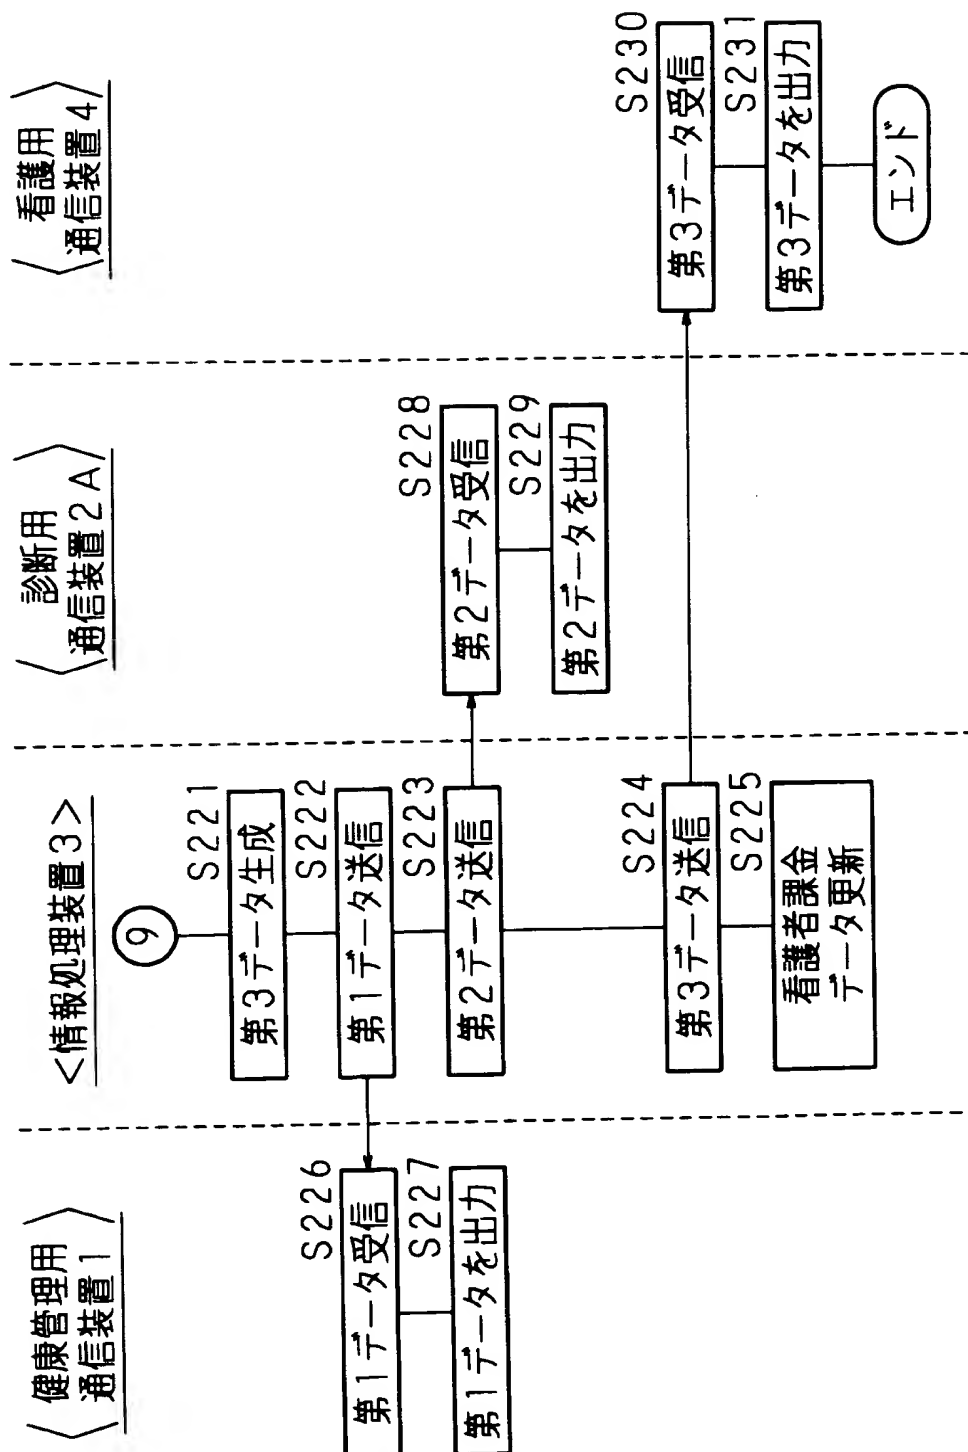 〈健康管理用
通信装置1〉
S226
第1データ受信
S227
第1データを出力
<情報処理装置3>
9
S221
第3データ生成
S222
第1データ送信
S223
第2データ送信
S224
第3データ送信
S225
看護者課金
データ更新
〈診断用
通信装置2A〉
S228
第2データ受信
S229
第2データを出力
〈看護用
通信装置4〉
S230
第3データ受信
S231
第3データを出力
エンド